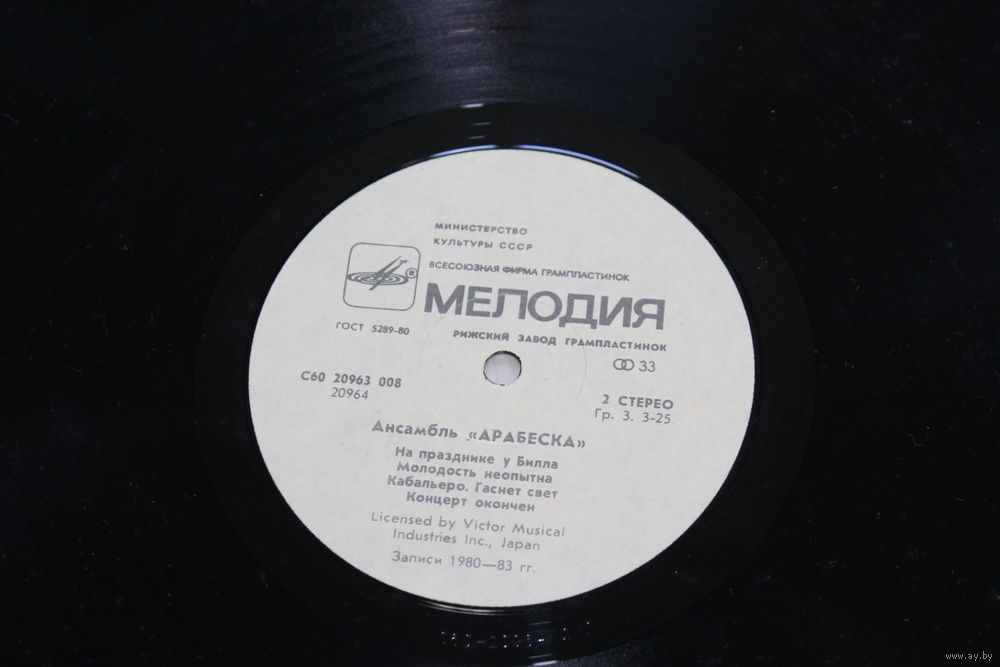 МИНИСТЕРСТВО
КУЛЬТУРЫ СССР
ВСЕСОЮЗНАЯ ФИРМА ГРАМПЛАСТИНОК
®
МЕЛОДИЯ
ГОСТ 5289-80
РИЖСКИЙ ЗАВОД ГРАМПЛАСТИНОК
33
С60 20963 008
20964
2 СТЕРЕО
Гр. 3. 3-25
Ансамбль „АРАБЕСКА"
На празднике у Билла
Молодость неопытна
Кабальеро. Гаснет свет
Концерт окончен
Licensed by Victor Musical
Industries Inc., Japan
Записи 1980—83 гг.
www.ay.by